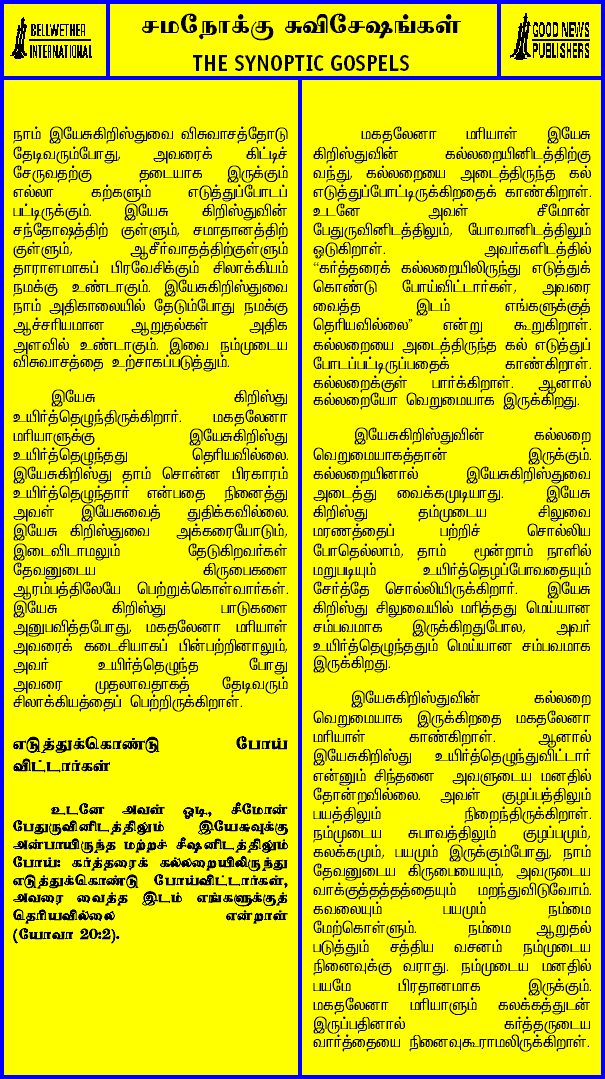 BELLWETHER
INTERNATIONAL
சமநோக்கு சுவிசேஷங்கள்
THE SYNOPTIC GOSPELS
GOOD NEWS
PUBLISHERS
நாம் இயேசுகிறிஸ்துவை விசுவாசத்தோடு
தேடிவரும்போது, அவரைக் கிட்டிச்
சேருவதற்கு தடையாக இருக்கும்
எல்லா கற்களும் எடுத்துப்போடப்
பட்டிருக்கும். இயேசு கிறிஸ்துவின்
சந்தோஷத்திற் குள்ளும், சமாதானத்திற்
குள்ளும், ஆசீர்வாதத்திற்குள்ளும்
தாராளமாகப் பிரவேசிக்கும் சிலாக்கியம்
நமக்கு உண்டாகும். இயேசுகிறிஸ்துவை
நாம் அதிகாலையில் தேடும்போது நமக்கு
ஆச்சரியமான ஆறுதல்கள் அதிக
அளவில் உண்டாகும். இவை நம்முடைய
விசுவாசத்தை உற்சாகப்படுத்தும்.
இயேசு கிறிஸ்து
உயிர்த்தெழுந்திருக்கிறார். மகதலேனா
மரியாளுக்கு இயேசுகிறிஸ்து
உயிர்த்தெழுந்தது தெரியவில்லை.
இயேசுகிறிஸ்து தாம் சொன்ன பிரகாரம்
உயிர்த்தெழுந்தார் என்பதை நினைத்து
அவள் இயேசுவைத் துதிக்கவில்லை.
இயேசு கிறிஸ்துவை அக்கரையோடும்,
இடைவிடாமலும் தேடுகிறவர்கள்
தேவனுடைய கிருபைகளை
ஆரம்பத்திலேயே பெற்றுக்கொள்வார்கள்.
இயேசு கிறிஸ்து பாடுகளை
அனுபவித்தபோது, மகதலேனா மரியாள்
அவரைக் கடைசியாகப் பின்பற்றினாலும்,
அவர் உயிர்த்தெழுந்த போது
அவரை முதலாவதாகத் தேடிவரும்
சிலாக்கியத்தைப் பெற்றிருக்கிறாள்.
எடுத்துக்கொண்டு போய்
விட்டார்கள்
உடனே அவள் ஓடி, சீமோன்
பேதுருவினிடத்திலும் இயேசுவுக்கு
அன்பாயிருந்த மற்றச் சீஷனிடத்திலும்
போய்: கர்த்தரைக் கல்லறையிலிருந்து
எடுத்துக்கொண்டு போய்விட்டார்கள்,
அவரை வைத்த இடம் எங்களுக்குத்
தெரியவில்லை என்றாள்
(யோவா 20:2).
மகதலேனா மரியாள் இயேசு
கிறிஸ்துவின் கல்லறையினிடத்திற்கு
வந்து, கல்லறையை அடைத்திருந்த கல்
எடுத்துப்போட்டிருக்கிறதைக் காண்கிறாள்.
உடனே அவள் சீமோன்
பேதுருவினிடத்திலும், யோவானிடத்திலும்
ஓடுகிறாள். அவர்களிடத்தில்
“கர்த்தரைக் கல்லறையிலிருந்து எடுத்துக்
கொண்டு போய்விட்டார்கள், அவரை
வைத்த இடம் எங்களுக்குத்
தெரியவில்லை” என்று கூறுகிறாள்.
கல்லறையை அடைத்திருந்த கல் எடுத்துப்
போடப்பட்டிருப்பதைக் காண்கிறாள்.
கல்லறைக்குள் பார்க்கிறாள். ஆனால்
கல்லறையோ வெறுமையாக இருக்கிறது.
இயேசுகிறிஸ்துவின் கல்லறை
வெறுமையாகத்தான் இருக்கும்.
கல்லறையினால் இயேசுகிறிஸ்துவை
அடைத்து வைக்கமுடியாது. இயேசு
கிறிஸ்து தம்முடைய சிலுவை
மரணத்தைப் பற்றிச் சொல்லிய
போதெல்லாம், தாம் மூன்றாம் நாளில்
மறுபடியும் உயிர்த்தெழப்போவதையும்
சேர்த்தே சொல்லியிருக்கிறார். இயேசு
கிறிஸ்து சிலுவையில் மரித்தது மெய்யான
சம்பவமாக இருக்கிறதுபோல, அவர்
உயிர்த்தெழுந்ததும் மெய்யான சம்பவமாக
இருக்கிறது.
இயேசுகிறிஸ்துவின் கல்லறை
வெறுமையாக இருக்கிறதை மகதலேனா
மரியாள் காண்கிறாள். ஆனால்
இயேசுகிறிஸ்து உயிர்த்தெழுந்துவிட்டார்
என்னும் சிந்தனை அவளுடைய மனதில்
தோன்றவில்லை. அவள் குழப்பத்திலும்
பயத்திலும் நிறைந்திருக்கிறாள்.
நம்முடைய சுபாவத்திலும் குழப்பமும்,
கலக்கமும், பயமும் இருக்கும்போது, நாம்
தேவனுடைய கிருபையையும், அவருடைய
வாக்குத்தத்தத்தையும் மறந்துவிடுவோம்.
கவலையும் பயமும் நம்மை
மேற்கொள்ளும். நம்மை ஆறுதல்
படுத்தும் சத்திய வசனம் நம்முடைய
நினைவுக்கு வராது. நம்முடைய மனதில்
பயமே பிரதானமாக இருக்கும்.
மகதலேனா மரியாளும் கலக்கத்துடன்
இருப்பதினால் கர்த்தருடைய
வார்த்தையை நினைவுகூராமலிருக்கிறாள்.